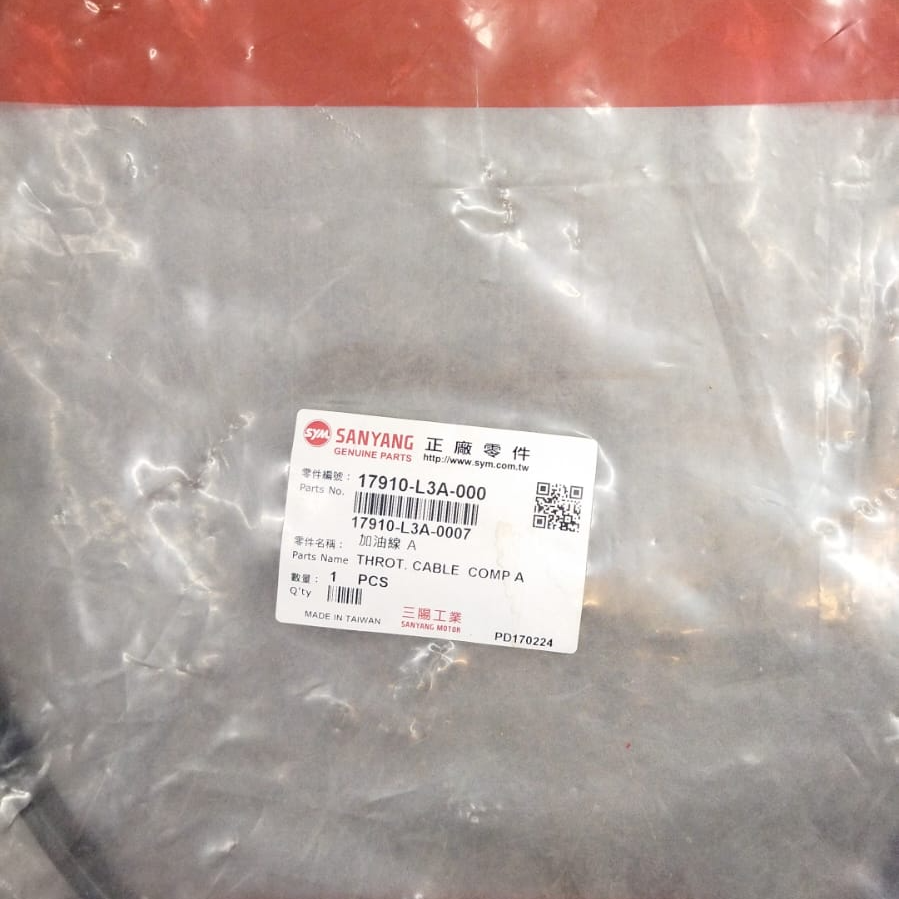 SYM SANYANG 正廠零件
GENUINE PARTS http://www.sym.com.tw
零件編號： 17910-L3A-000
Parts No.
17910-L3A-0007
零件名稱： 加油線 A
Parts Name THROT. CABLE COMP A
數量： 1 PCS
Q'ty
MADE IN TAIWAN 三陽工業
SANYANG MOTOR PD170224